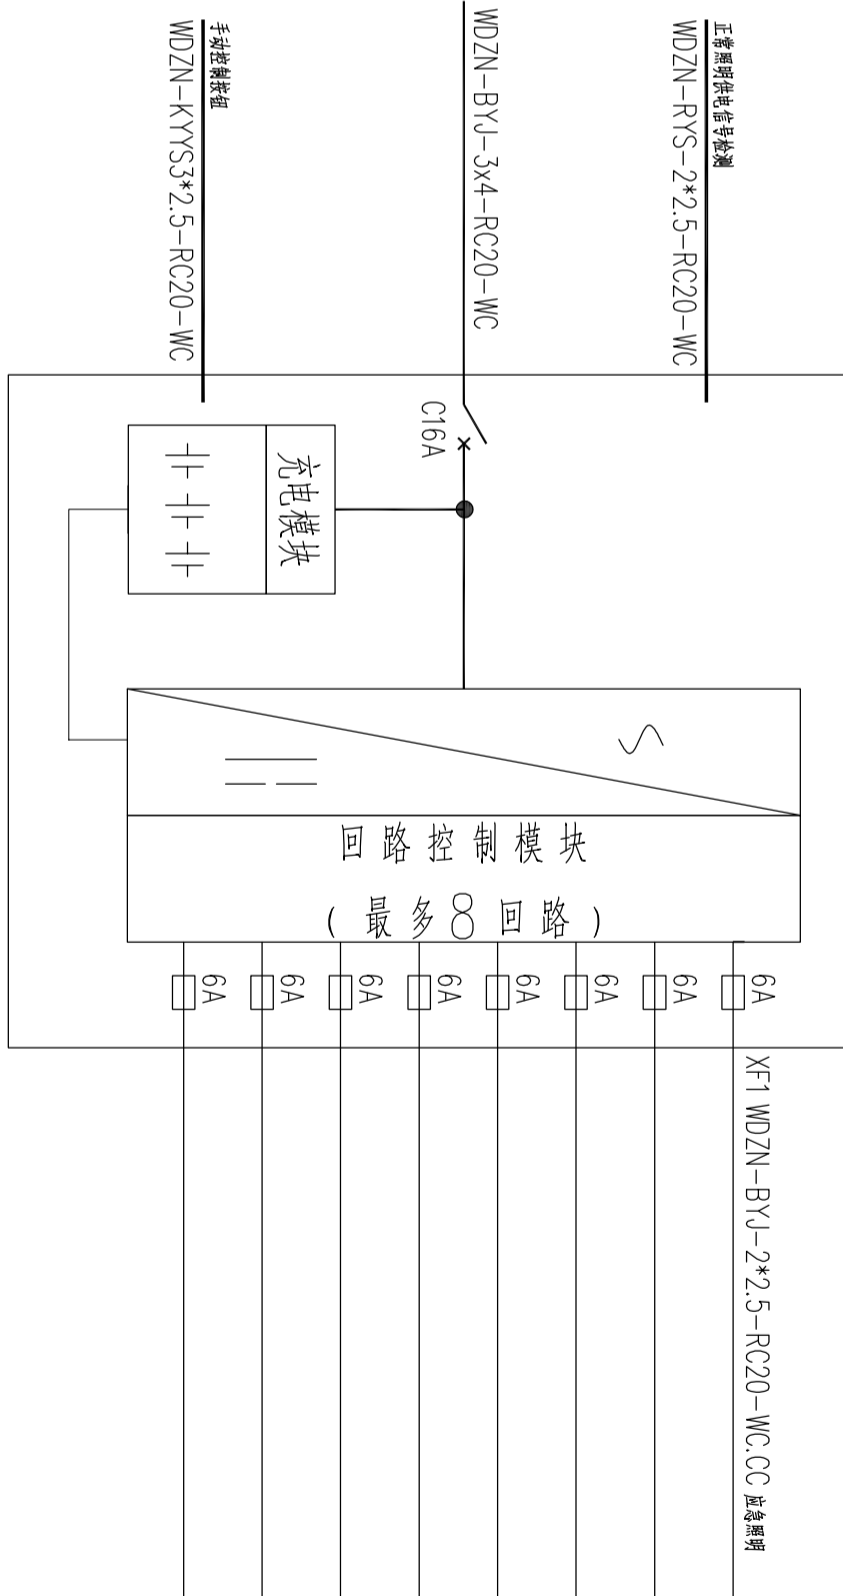 正常照明供电信号检测
WDZN-RYS-2*2.5-RC20-WC
WDZN-BYJ-3x4-RC20-WC
手动控制按钮
WDZN-KYYS3*2.5-RC20-WC
C16A
充电模块
回路控制模块
(最多8回路)
6A
6A
6A
6A
6A
6A
6A
6A
XF1 WDZN-BYJ-2*2.5-RC20-WC.CC 应急照明